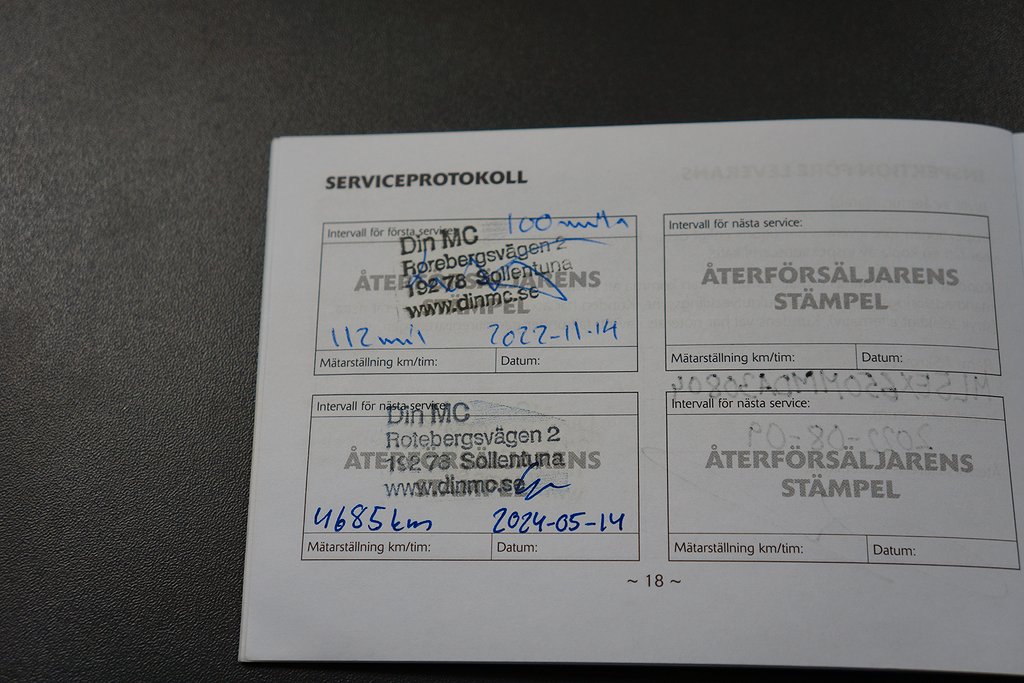 SERVICEPROTOKOLL
Intervall för första service:
100 mila
Din MC
Rotebergsvägen 2
192 78 Sollentuna
www.dinmc.se
ÅTERFÖRSÄLJARENS
STÄMPEL
112 mil 2022-11-14
Mätarställning km/tim: Datum:
Intervall för nästa service:
ÅTERFÖRSÄLJARENS
STÄMPEL
Mätarställning km/tim: Datum:
Intervall för nästa service:
Din MC
Rotebergsvägen 2
192 78 Sollentuna
www.dinmc.se
ÅTERFÖRSÄLJARENS
4685 km 2024-05-14
Mätarställning km/tim: Datum:
Intervall för nästa service:
ÅTERFÖRSÄLJARENS
STÄMPEL
Mätarställning km/tim: Datum:
~ 18 ~